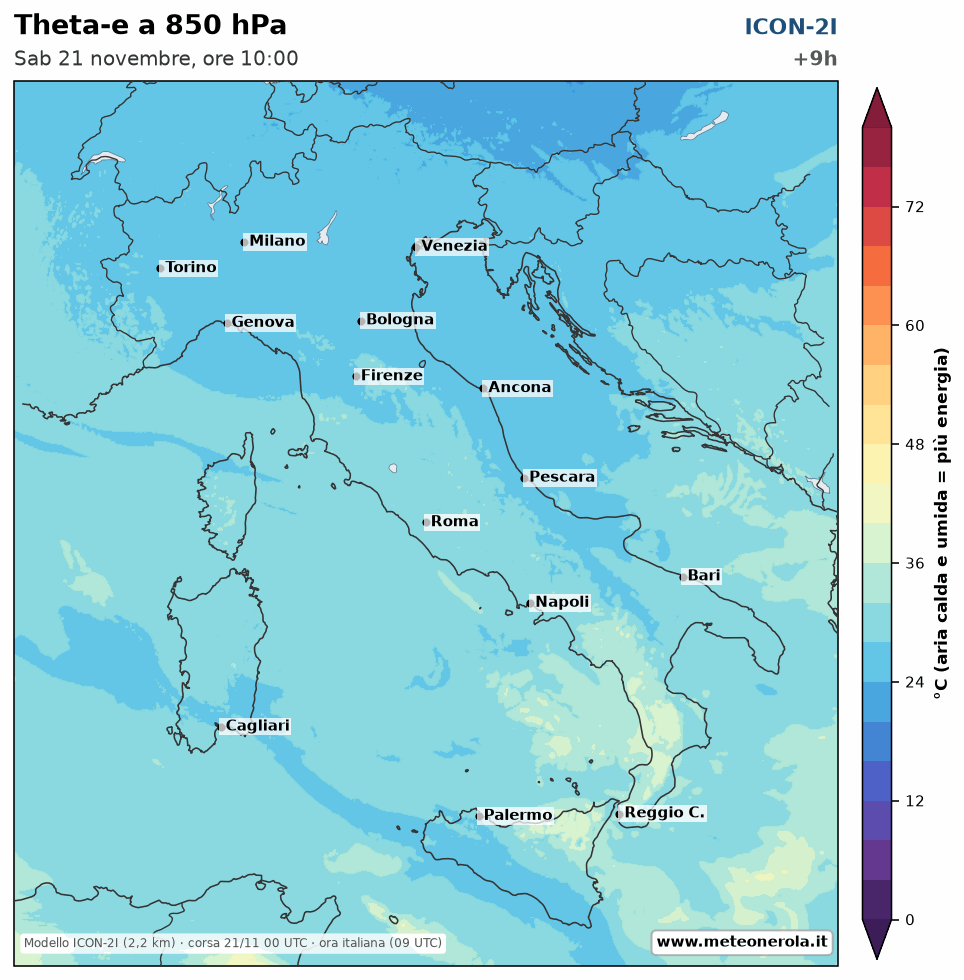 Theta-e a 850 hPa
ICON-2I
Sab 21 novembre, ore 10:00
+9h
72
60
48
36
24
12
0
°C (aria calda e umida = più energia)
Milano
Venezia
Torino
Genova
Bologna
Firenze
Ancona
Pescara
Roma
Bari
Napoli
Cagliari
Palermo
Reggio C.
Modello ICON-2I (2,2 km) · corsa 21/11 00 UTC · ora italiana (09 UTC)
www.meteonerola.it